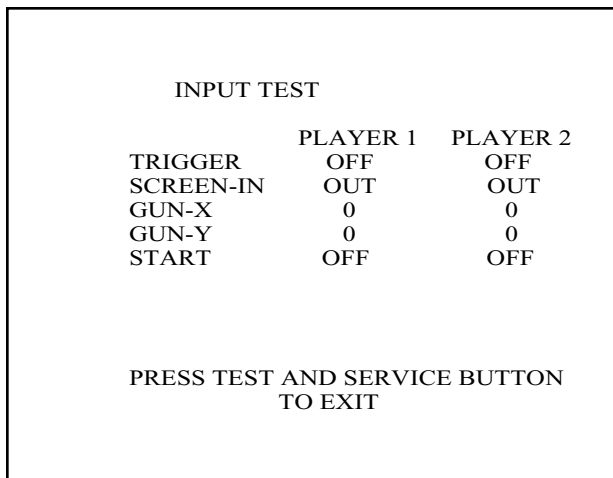 INPUT TEST
PLAYER 1 PLAYER 2
TRIGGER OFF OFF
SCREEN-IN OUT OUT
GUN-X 0 0
GUN-Y 0 0
START OFF OFF
PRESS TEST AND SERVICE BUTTON
TO EXIT